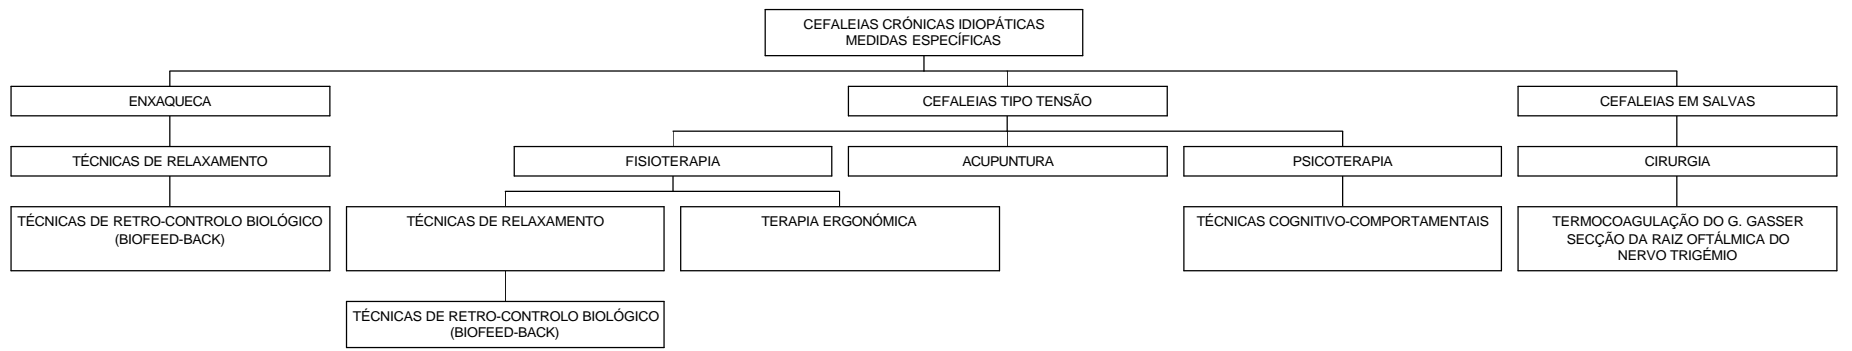 CEFALEIAS CRÓNICAS IDIOPÁTICAS
MEDIDAS ESPECÍFICAS
ENXAQUECA
CEFALEIAS TIPO TENSÃO
CEFALEIAS EM SALVAS
TÉCNICAS DE RELAXAMENTO
FISIOTERAPIA
ACUPUNTURA
PSICOTERAPIA
CIRURGIA
TÉCNICAS DE RETRO-CONTROLO BIOLÓGICO
(BIOFEED-BACK)
TÉCNICAS DE RELAXAMENTO
TERAPIA ERGONÓMICA
TÉCNICAS COGNITIVO-COMPORTAMENTAIS
TERMOCOAGULAÇÃO DO G. GASSER
SECÇÃO DA RAIZ OFTÁLMICA DO
NERVO TRIGÉMIO
TÉCNICAS DE RETRO-CONTROLO BIOLÓGICO
(BIOFEED-BACK)